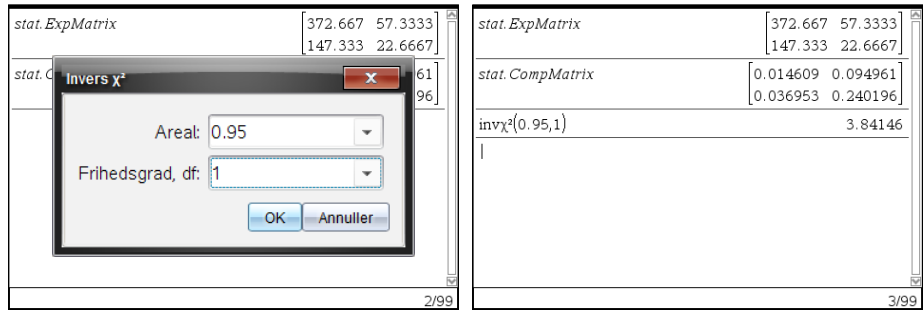 stat.ExpMatrix
372.667 57.3333
147.333 22.6667
stat.C
61
96
Invers χ²
x
Areal: 0.95
Frihedsgrad, df: 1
OK Annuller
2/99
stat.ExpMatrix
372.667 57.3333
147.333 22.6667
stat.CompMatrix
0.014609 0.094961
0.036953 0.240196
invχ²(0.95,1) 3.84146
3/99